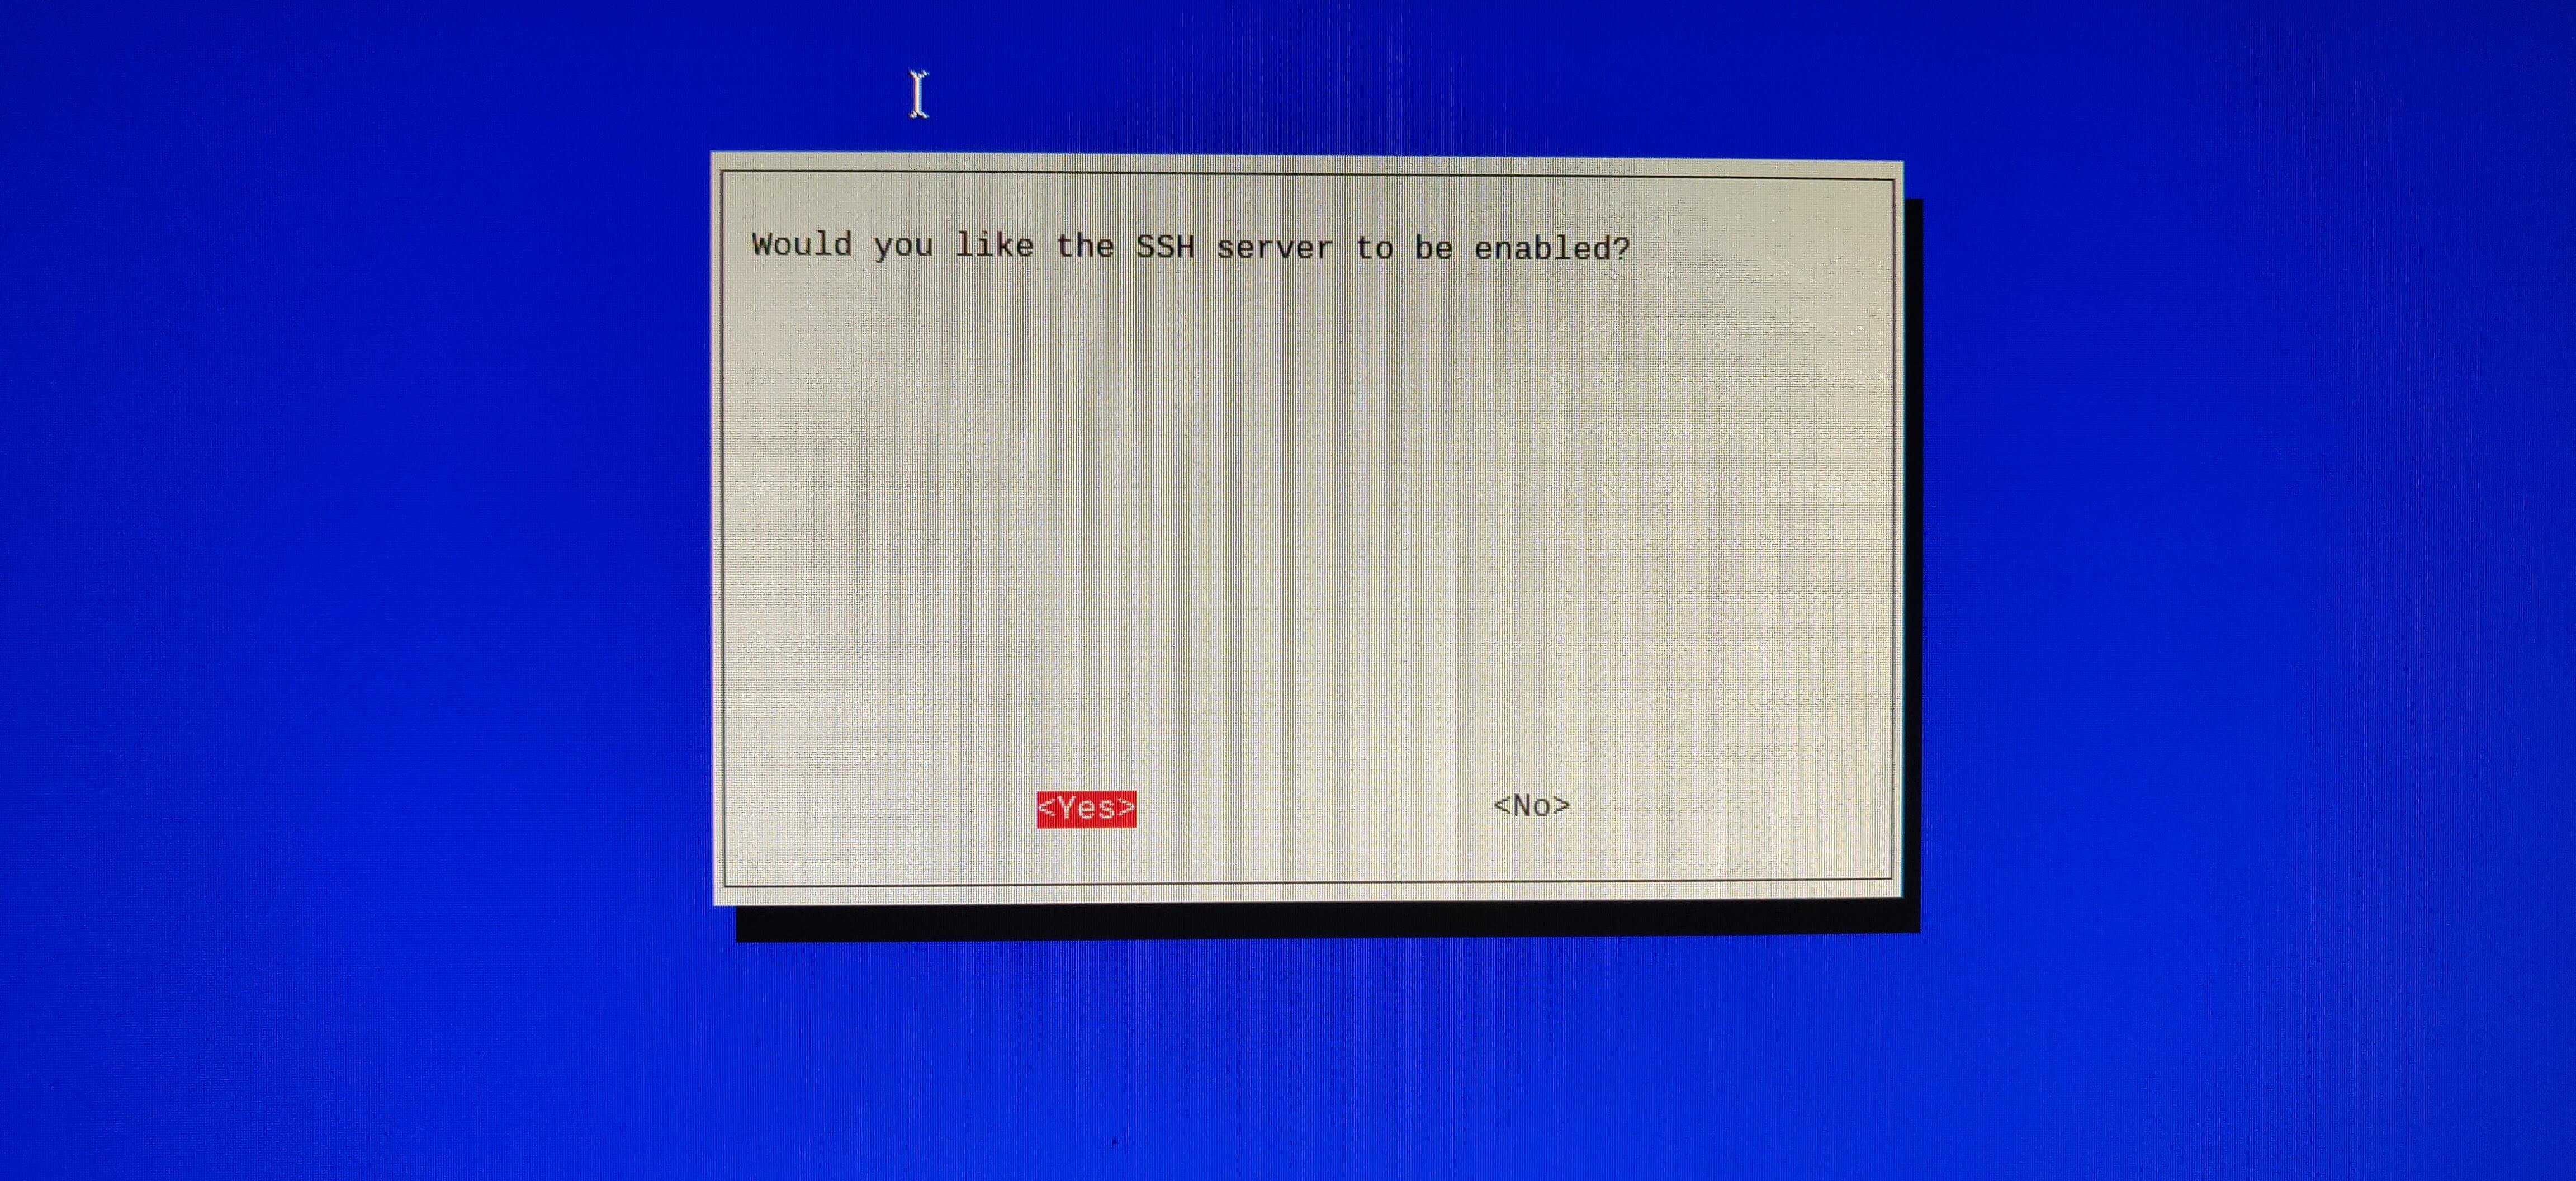 Would you like the SSH server to be enabled?
<Yes> <No>